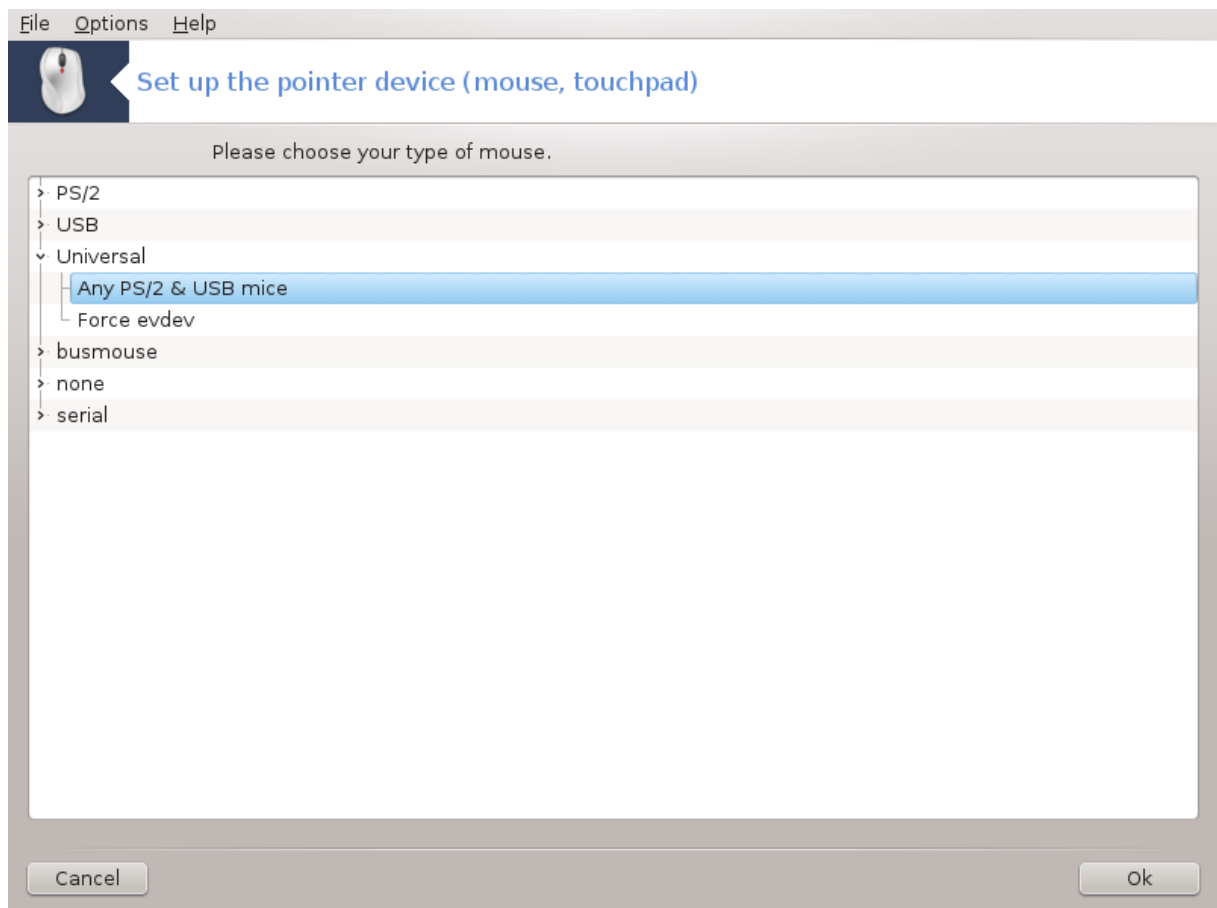 File Options Help
Set up the pointer device (mouse, touchpad)
Please choose your type of mouse.
PS/2
USB
Universal
Any PS/2 & USB mice
Force evdev
busmouse
none
serial
Cancel Ok